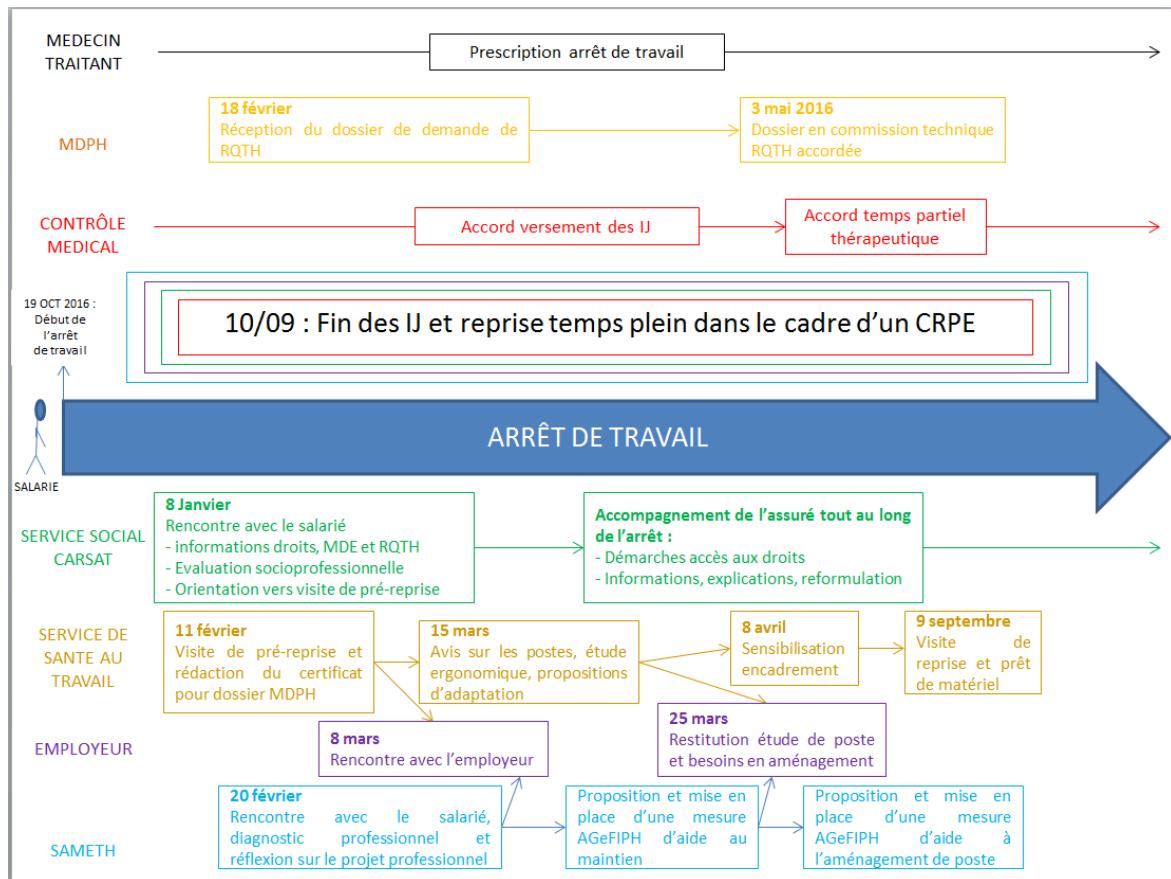 MEDECIN
TRAITANT
Prescription arrêt de travail
MDPH
18 février
Réception du dossier de demande de
RQTH
3 mai 2016
Dossier en commission technique
RQTH accordée
CONTRÔLE
MEDICAL
Accord versement des IJ
Accord temps partiel
thérapeutique
19 OCT 2016 :
Début de
l'arrêt
de travail
10/09 : Fin des IJ et reprise temps plein dans le cadre d'un CRPE
ARRÊT DE TRAVAIL
SALARIE
SERVICE SOCIAL
CARSAT
8 Janvier
Rencontre avec le salarié
- informations droits, MDE et RQTH
- Evaluation socioprofessionnelle
- Orientation vers visite de pré-reprise
Accompagnement de l'assuré tout au long
de l'arrêt :
- Démarches accès aux droits
- Informations, explications, reformulation
SERVICE DE
SANTE AU
TRAVAIL
11 février
Visite de pré-reprise et
rédaction du certificat
pour dossier MDPH
15 mars
Avis sur les postes, étude
ergonomique, propositions
d'adaptation
8 avril
Sensibilisation
encadrement
9 septembre
Visite de
reprise et prêt
de matériel
EMPLOYEUR
8 mars
Rencontre avec l'employeur
25 mars
Restitution étude de poste
et besoins en aménagement
SAMETH
20 février
Rencontre avec le salarié,
diagnostic professionnel et
réflexion sur le projet professionnel
Proposition et mise en
place d'une mesure
AGeFIPH d'aide au
maintien
Proposition et mise en
place d'une mesure
AGeFIPH d'aide à
l'aménagement de poste